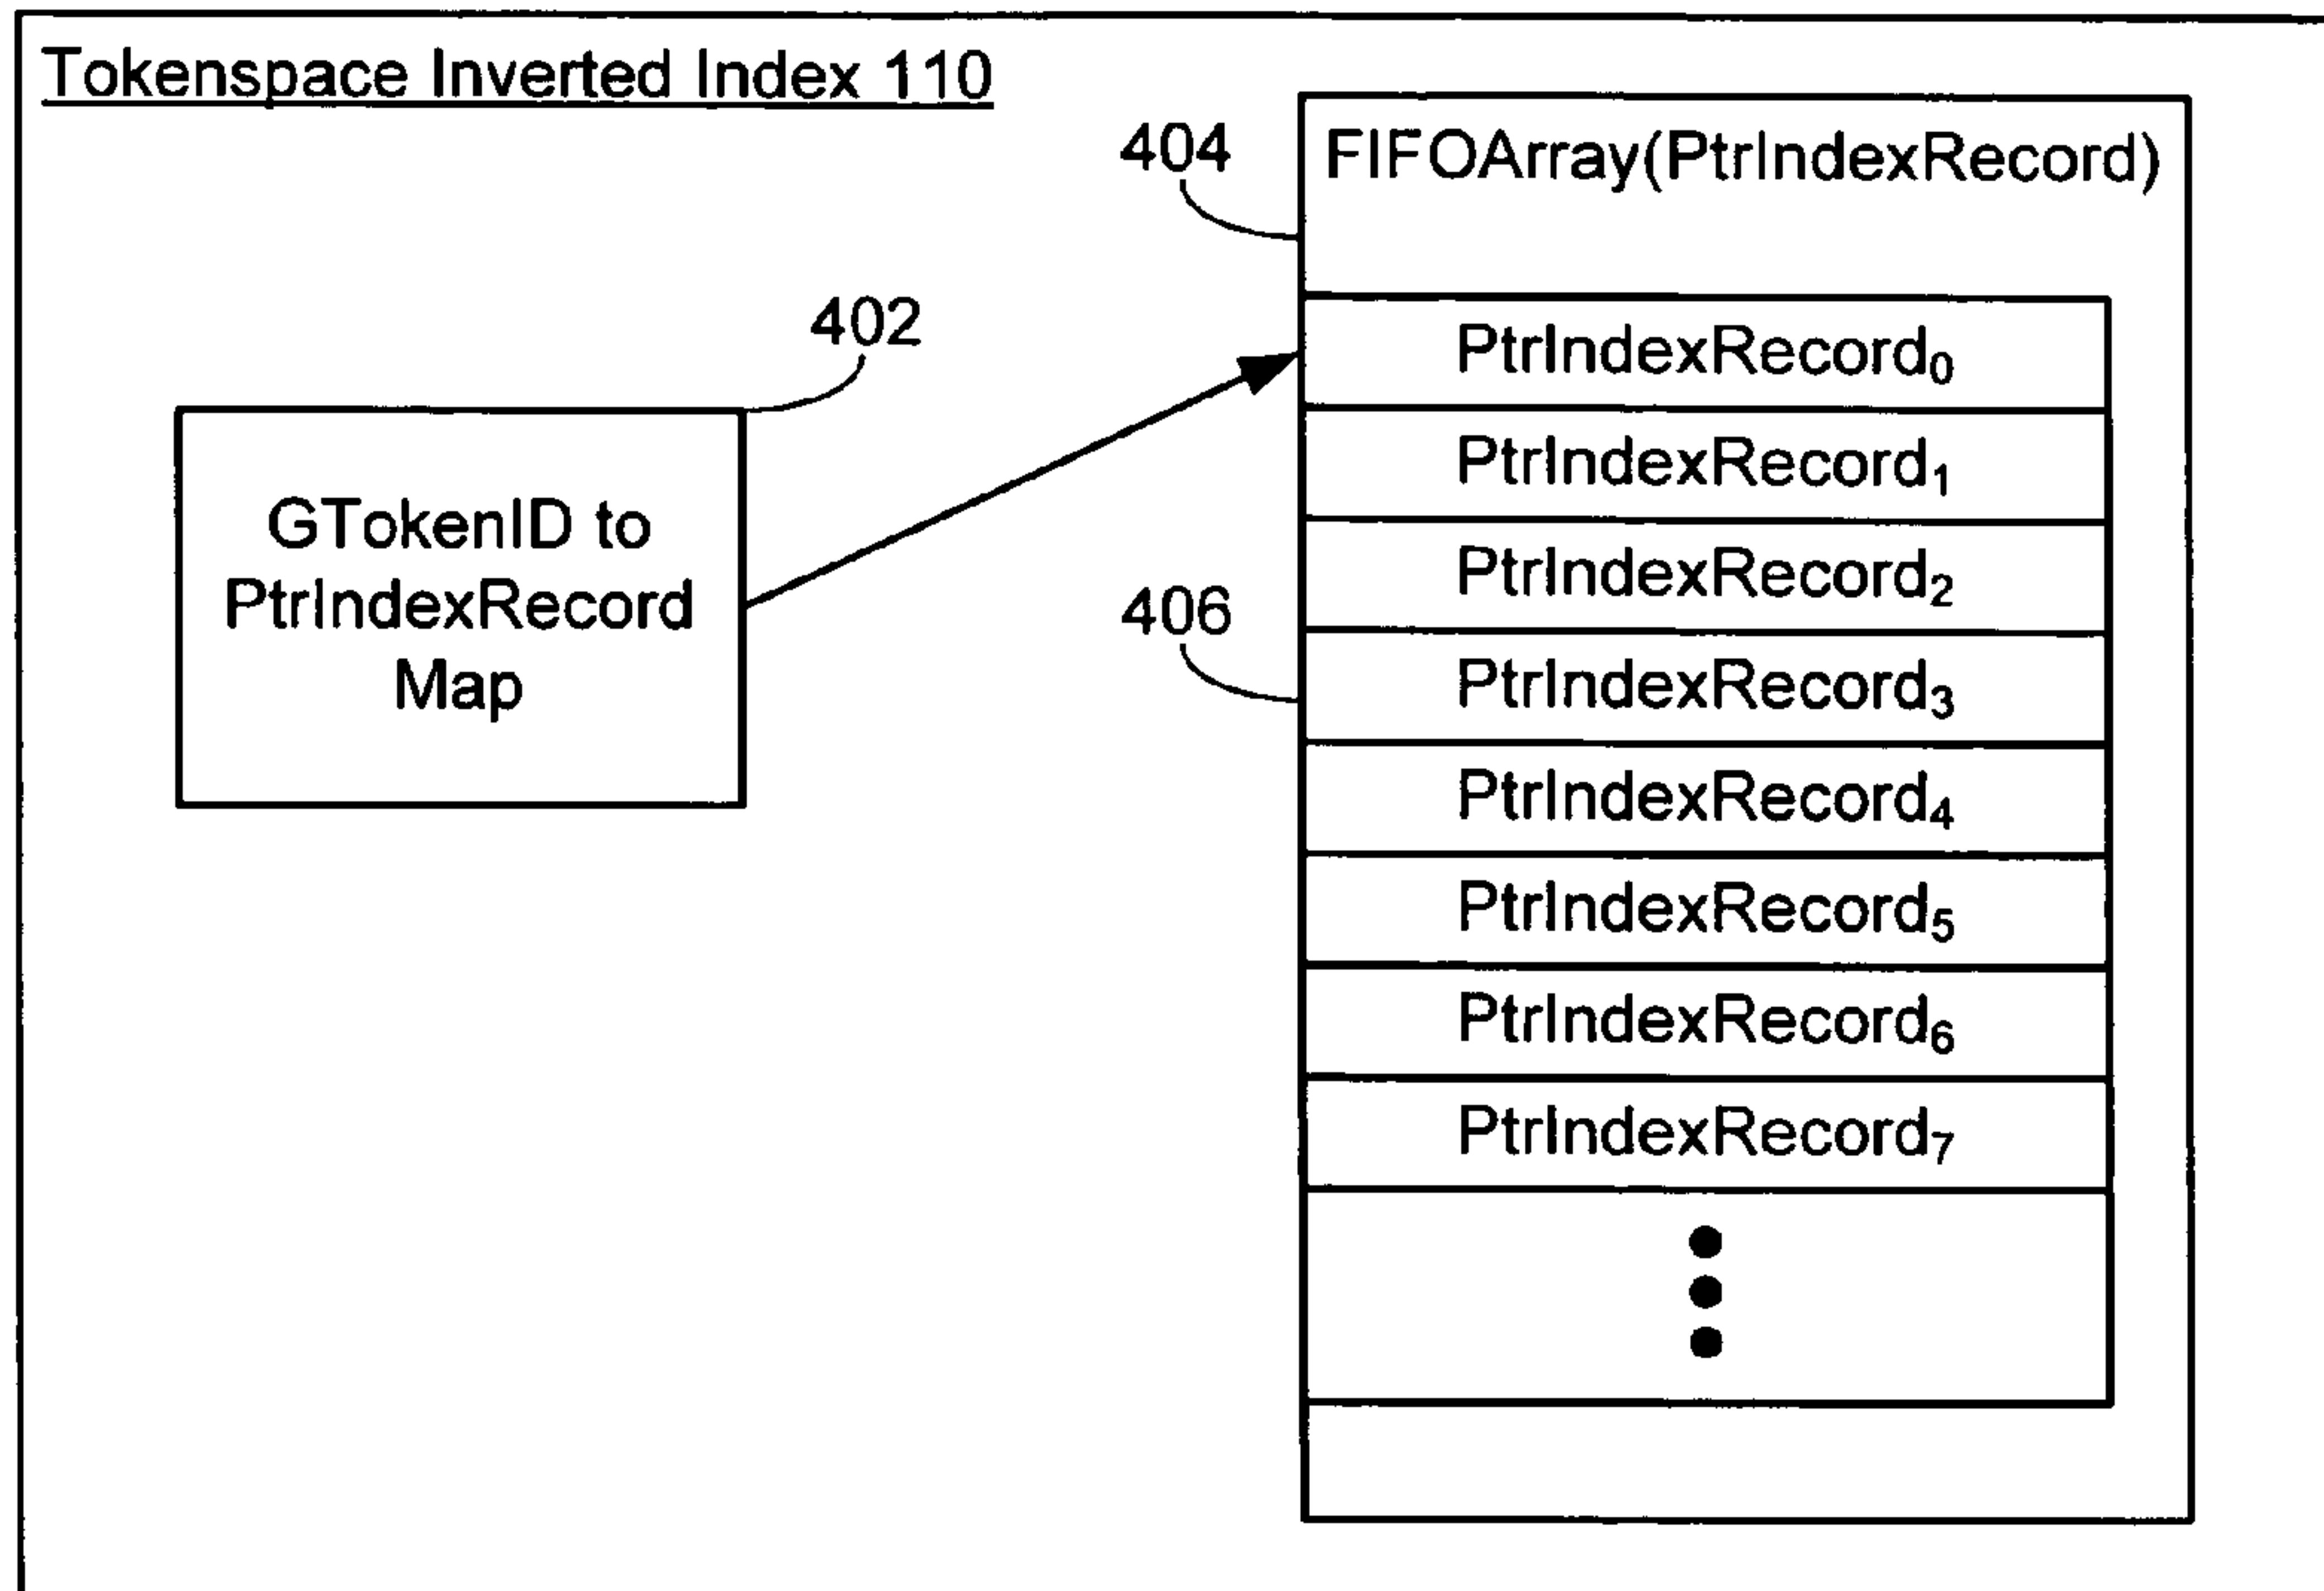 Tokenspace Inverted Index 110
404
FIFOArray(PtrIndexRecord)
402
GTokenID to
PtrIndexRecord
Map
406
PtrIndexRecord₀
PtrIndexRecord₁
PtrIndexRecord₂
PtrIndexRecord₃
PtrIndexRecord₄
PtrIndexRecord₅
PtrIndexRecord₆
PtrIndexRecord₇